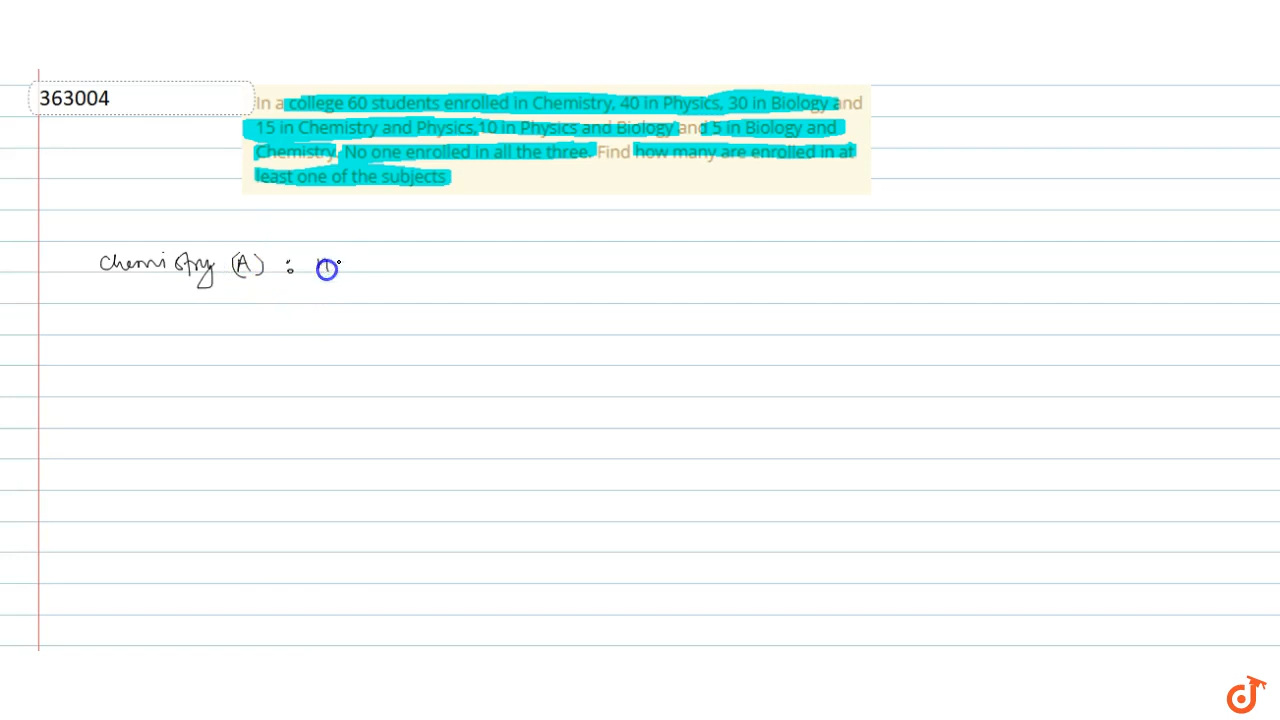 363004
In a college 60 students enrolled in Chemistry, 40 in Physics, 30 in Biology and
15 in Chemistry and Physics,10 in Physics and Biology and 5 in Biology and
Chemistry. No one enrolled in all the three. Find how many are enrolled in at
least one of the subjects
Chemistry (A) :